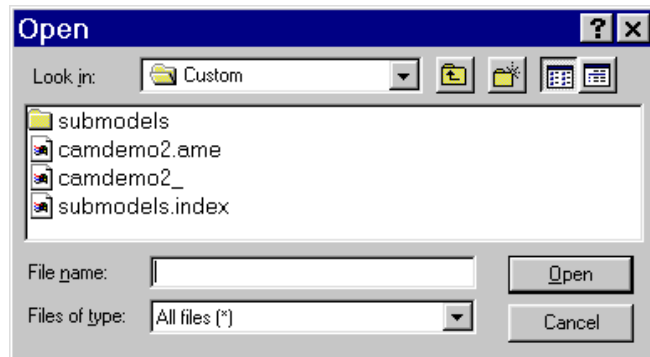 Open
Look in: Custom
submodels
camdemo2.ame
camdemo2_
submodels.index
File name: Open
Files of type: All files (*) Cancel